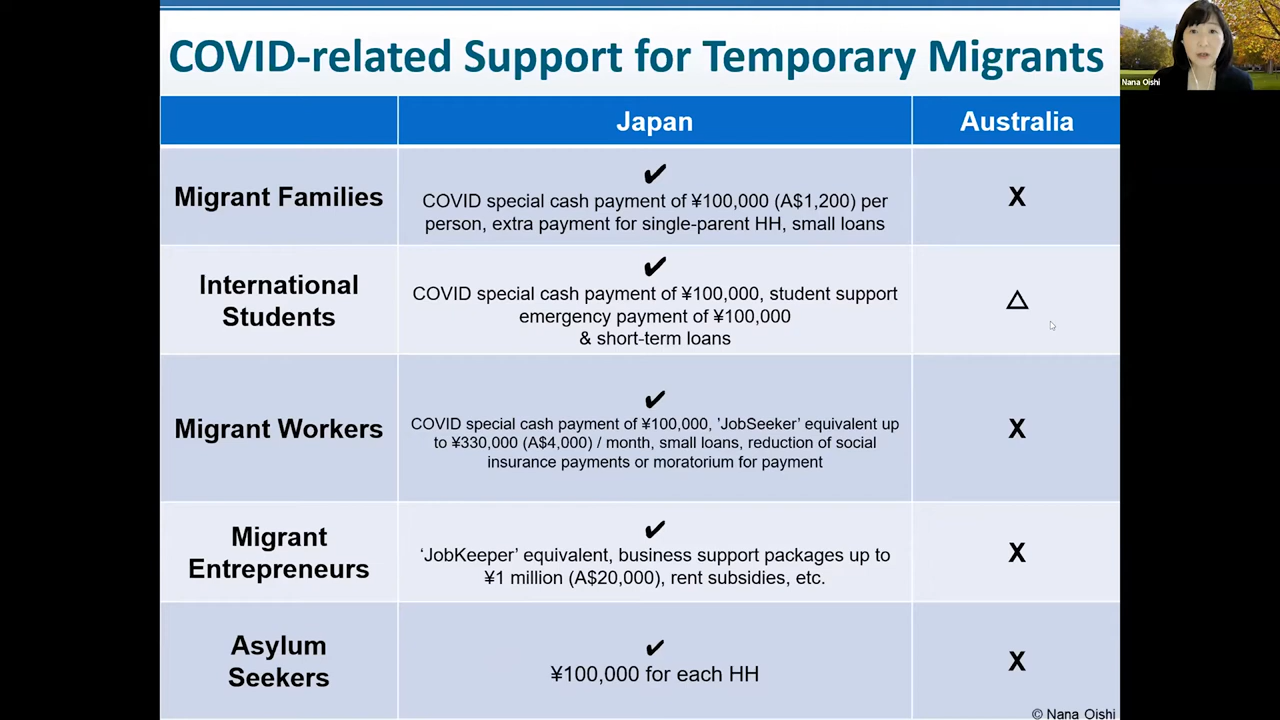 COVID-related Support for Temporary Migrants
Nana Oishi
Japan
Australia
Migrant Families
✔
COVID special cash payment of ¥100,000 (A$1,200) per
person, extra payment for single-parent HH, small loans
X
International
Students
✔
COVID special cash payment of ¥100,000, student support
emergency payment of ¥100,000
& short-term loans
△
Migrant Workers
✔
COVID special cash payment of ¥100,000, 'JobSeeker’ equivalent up
to ¥330,000 (A$4,000) / month, small loans, reduction of social
insurance payments or moratorium for payment
X
Migrant
Entrepreneurs
✔
‘JobKeeper’ equivalent, business support packages up to
¥1 million (A$20,000), rent subsidies, etc.
X
Asylum
Seekers
✔
¥100,000 for each HH
X
© Nana Oishi